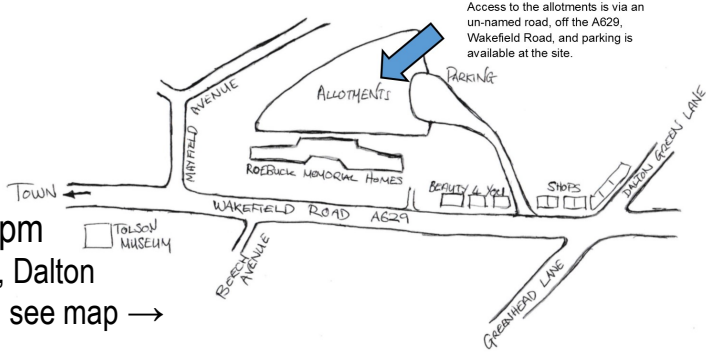 Access to the allotments is via an
un-named road, off the A629,
Wakefield Road, and parking is
available at the site.
PARKING
ALLOTMENTS
MAYFIELD AVENUE
DALTON GREEN LANE
ROEBUCK MEMORIAL HOMES
BEAUTY 4 YOU
SHOPS
TOWN
WAKEFIELD ROAD A629
TOLSON
MUSEUM
BEECH
AVENUE
GREENHEAD LANE
pm
, Dalton
see map →